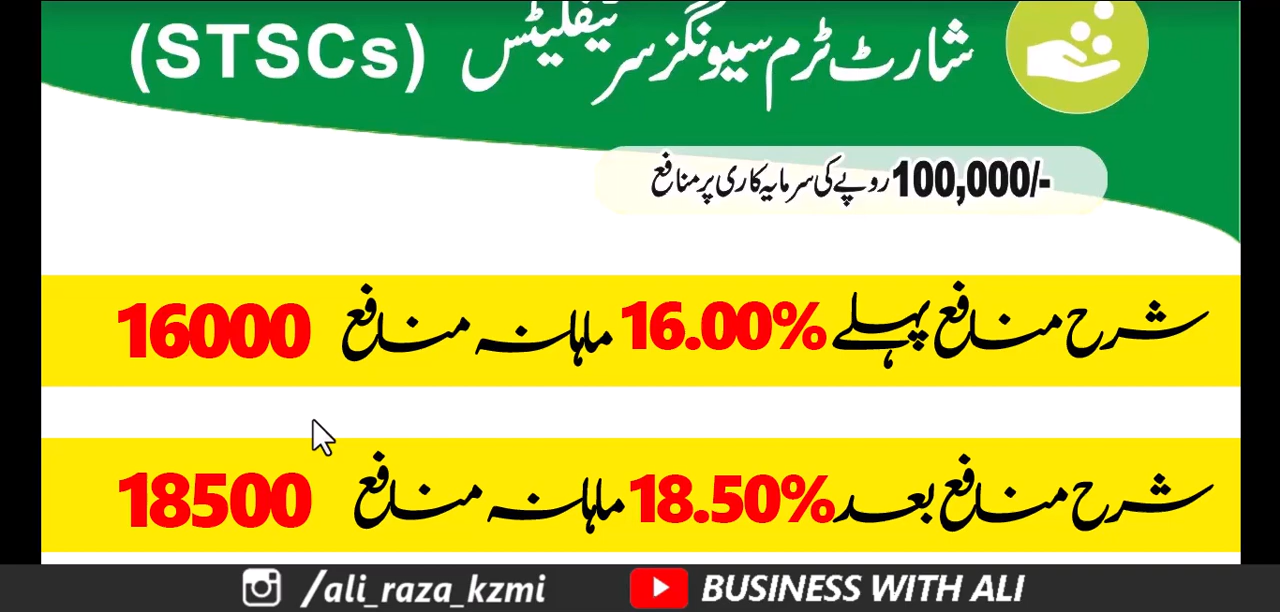 شارٹ ٹرم سیونگز سرٹیفکیٹس (STSCs)
100,000/- روپے کی سرمایہ کاری پر منافع
شرح منافع پہلے 16.00% ماہانہ منافع 16000
شرح منافع بعد 18.50% ماہانہ منافع 18500
/ali_raza_kzmi BUSINESS WITH ALI